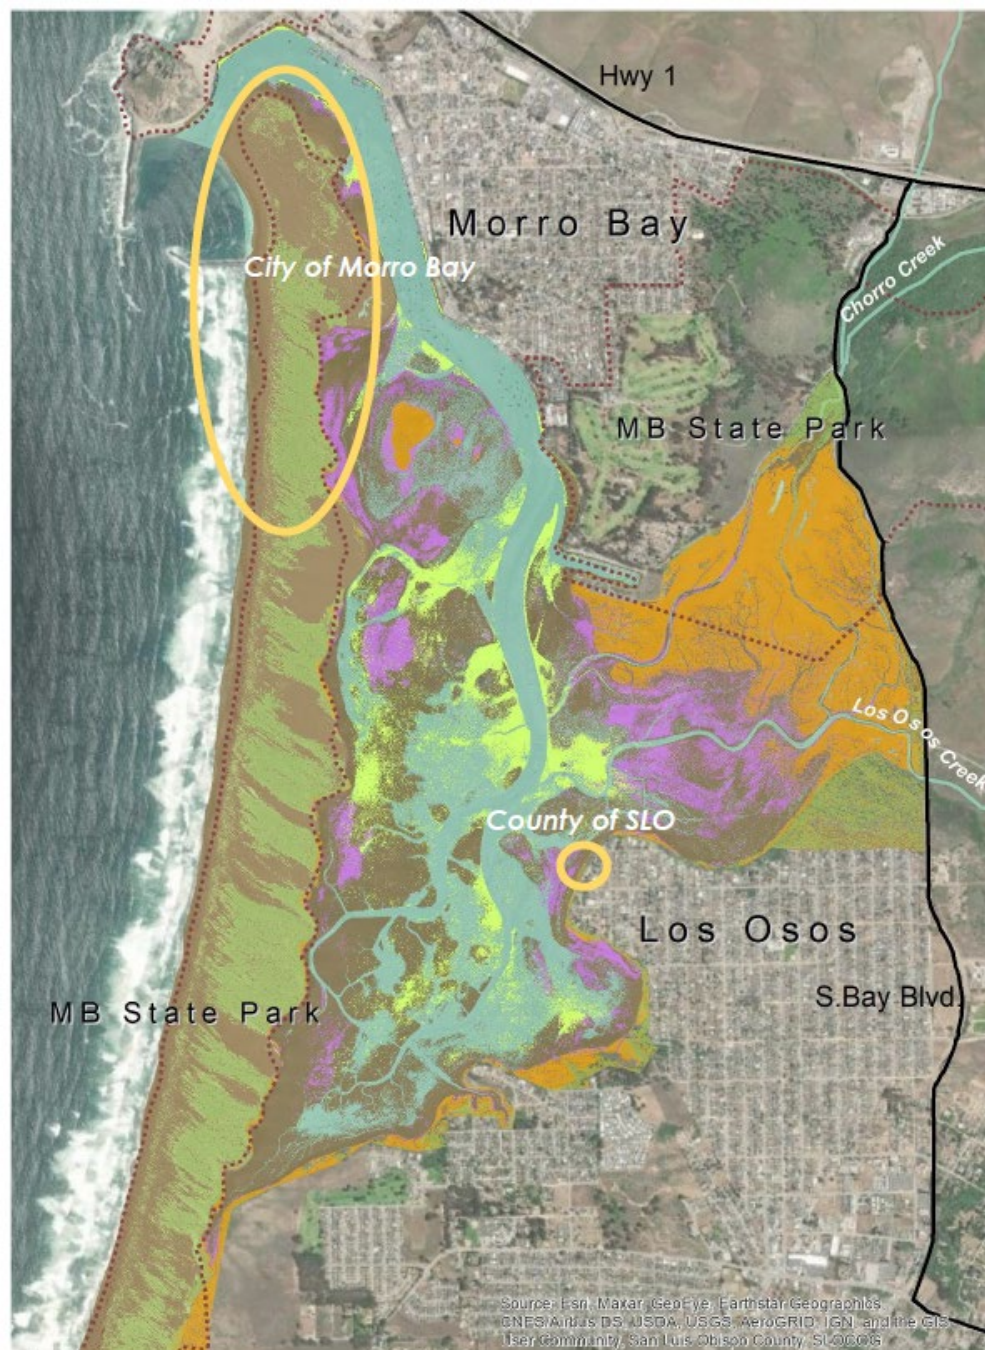 Hwy 1
Morro Bay
City of Morro Bay
Chorro Creek
MB State Park
Los Osos Creek
County of SLO
Los Osos
S.Bay Blvd.
MB State Park
Source: Esri, Maxar, GeoEye, Earthstar Geographics,
CNES/Airbus DS, USDA, USGS, AeroGRID, IGN, and the GIS
User Community, San Luis Obispo County, SLOCOG